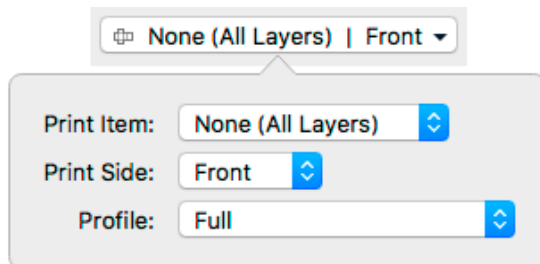 None (All Layers) | Front
Print Item: None (All Layers)
Print Side: Front
Profile: Full